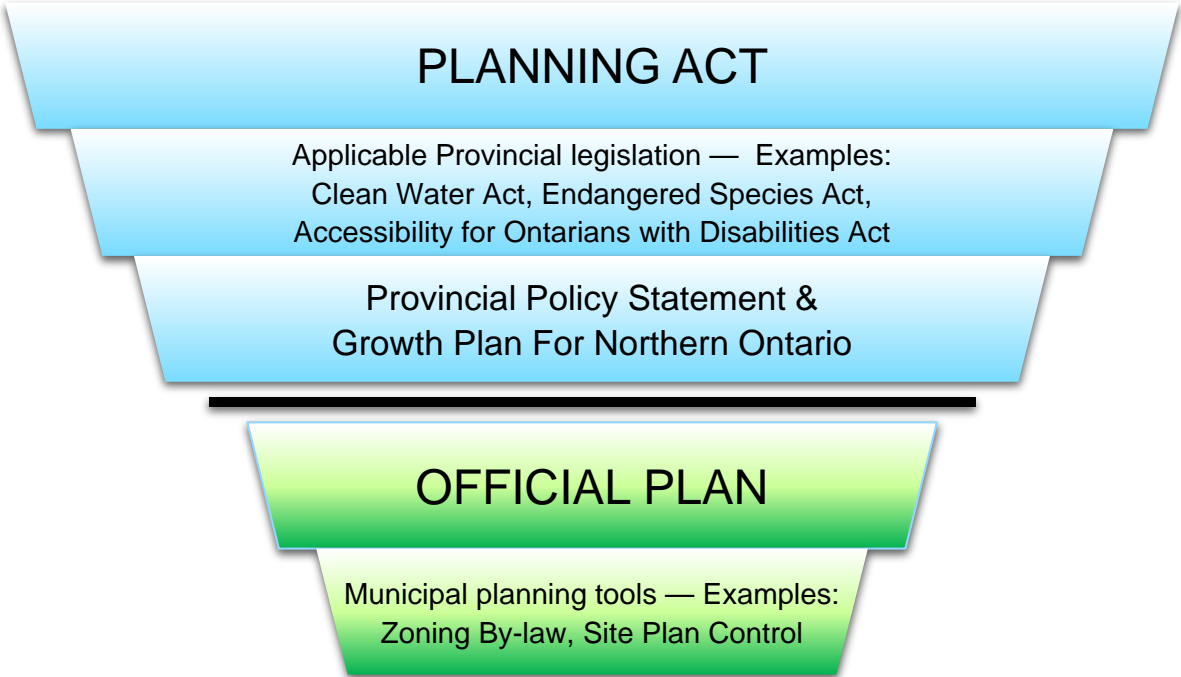 PLANNING ACT
Applicable Provincial legislation — Examples:
Clean Water Act, Endangered Species Act,
Accessibility for Ontarians with Disabilities Act
Provincial Policy Statement &
Growth Plan For Northern Ontario
OFFICIAL PLAN
Municipal planning tools — Examples:
Zoning By-law, Site Plan Control